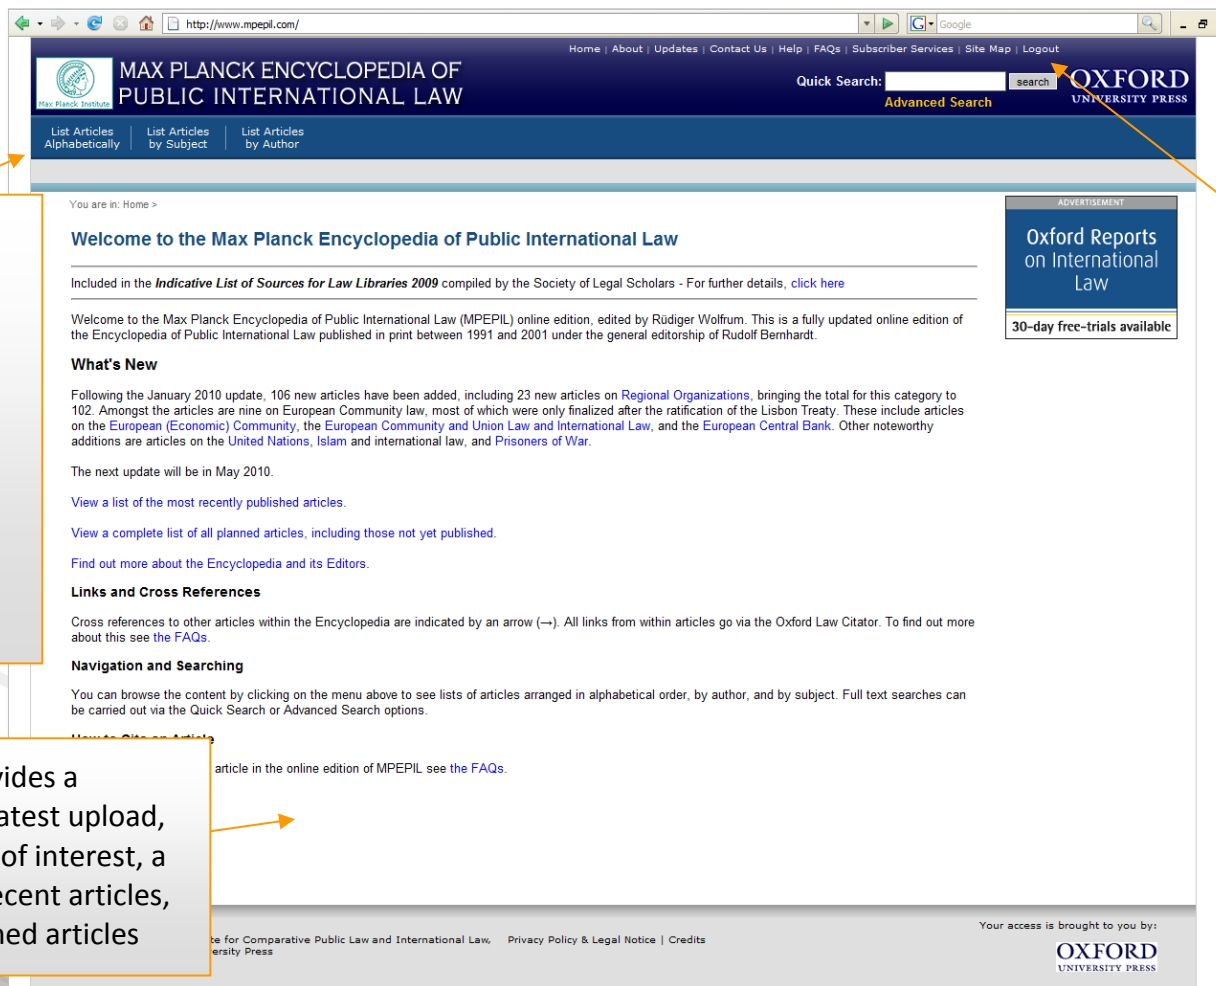 http://www.mpepil.com/
Google
Home | About | Updates | Contact Us | Help | FAQs | Subscriber Services | Site Map | Logout
Max Planck Institute
MAX PLANCK ENCYCLOPEDIA OF
PUBLIC INTERNATIONAL LAW
Quick Search:
search
Advanced Search
OXFORD
UNIVERSITY PRESS
List Articles
Alphabetically
List Articles
by Subject
List Articles
by Author
You are in: Home >
Welcome to the Max Planck Encyclopedia of Public International Law
Included in the Indicative List of Sources for Law Libraries 2009 compiled by the Society of Legal Scholars - For further details, click here
Welcome to the Max Planck Encyclopedia of Public International Law (MPEPIL) online edition, edited by Rüdiger Wolfrum. This is a fully updated online edition of
the Encyclopedia of Public International Law published in print between 1991 and 2001 under the general editorship of Rudolf Bernhardt.
What's New
Following the January 2010 update, 106 new articles have been added, including 23 new articles on Regional Organizations, bringing the total for this category to
102. Amongst the articles are nine on European Community law, most of which were only finalized after the ratification of the Lisbon Treaty. These include articles
on the European (Economic) Community, the European Community and Union Law and International Law, and the European Central Bank. Other noteworthy
additions are articles on the United Nations, Islam and international law, and Prisoners of War.
The next update will be in May 2010.
View a list of the most recently published articles.
View a complete list of all planned articles, including those not yet published.
Find out more about the Encyclopedia and its Editors.
Links and Cross References
Cross references to other articles within the Encyclopedia are indicated by an arrow (→). All links from within articles go via the Oxford Law Citator. To find out more
about this see the FAQs.
Navigation and Searching
You can browse the content by clicking on the menu above to see lists of articles arranged in alphabetical order, by author, and by subject. Full text searches can
be carried out via the Quick Search or Advanced Search options.
How to Cite an Article
article in the online edition of MPEPIL see the FAQs.
ADVERTISEMENT
Oxford Reports
on International
Law
30-day free-trials available
vides a
atest upload,
of interest, a
ecent articles,
ned articles
te for Comparative Public Law and International Law,
ersity Press
Privacy Policy & Legal Notice | Credits
Your access is brought to you by:
OXFORD
UNIVERSITY PRESS